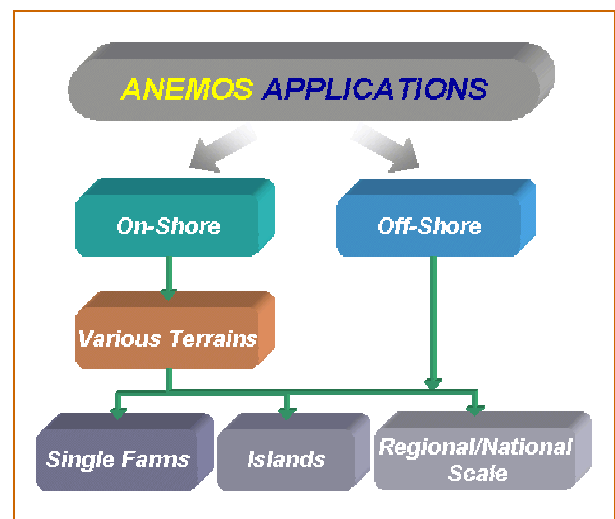 ANEMOS APPLICATIONS
On-Shore
Off-Shore
Various Terrains
Single Farms
Islands
Regional/National
Scale